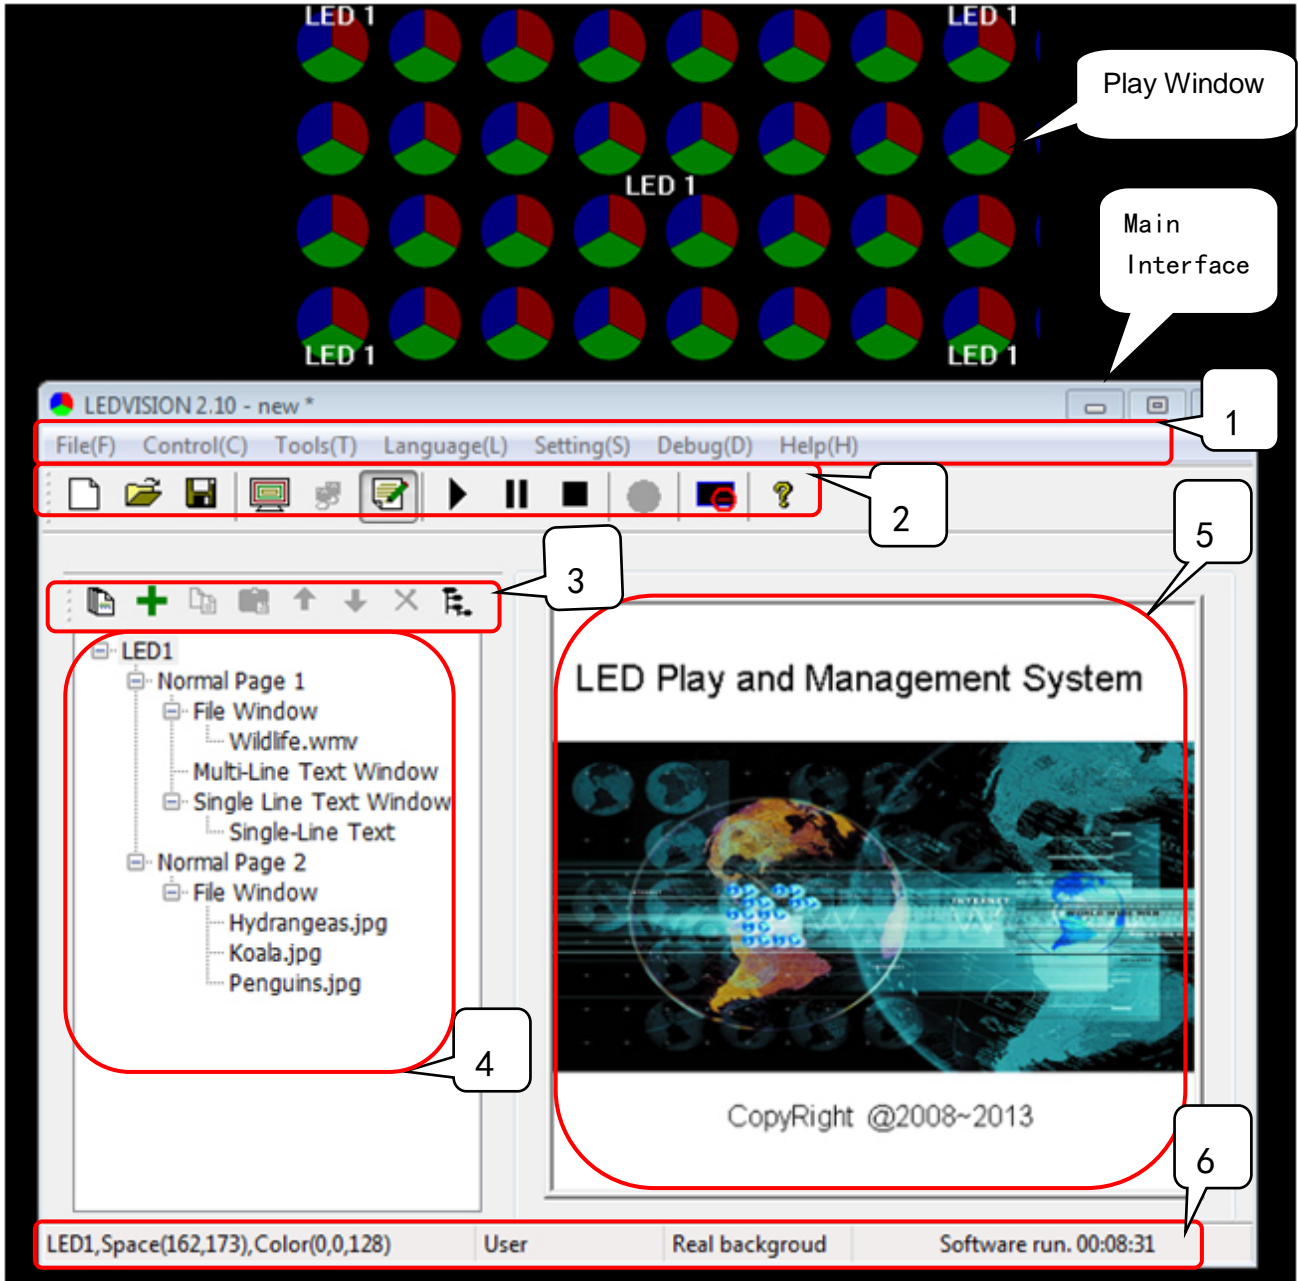 LED 1
LED 1
Play Window
LED 1
Main
Interface
LED 1
LED 1
LEDVISION 2.10 - new *
1
File(F) Control(C) Tools(T) Language(L) Setting(S) Debug(D) Help(H)
2
5
3
LED1
Normal Page 1
File Window
Wildlife.wmv
Multi-Line Text Window
Single Line Text Window
Single-Line Text
Normal Page 2
File Window
Hydrangeas.jpg
Koala.jpg
Penguins.jpg
4
LED Play and Management System
INTERNET
WORLD WIDE WEB
CopyRight @2008~2013
6
LED1,Space(162,173),Color(0,0,128) User Real backgroud Software run. 00:08:31